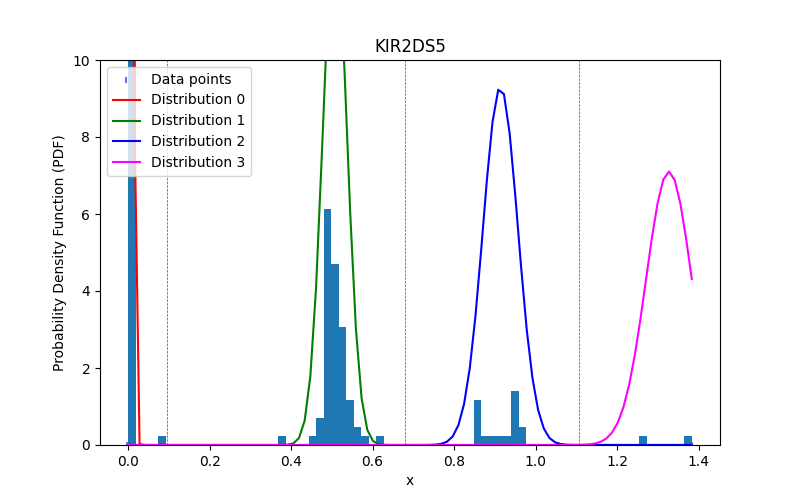 KIR2DS5
Probability Density Function (PDF)
10
8
6
4
2
0
Data points
Distribution 0
Distribution 1
Distribution 2
Distribution 3
0.0 0.2 0.4 0.6 0.8 1.0 1.2 1.4
x